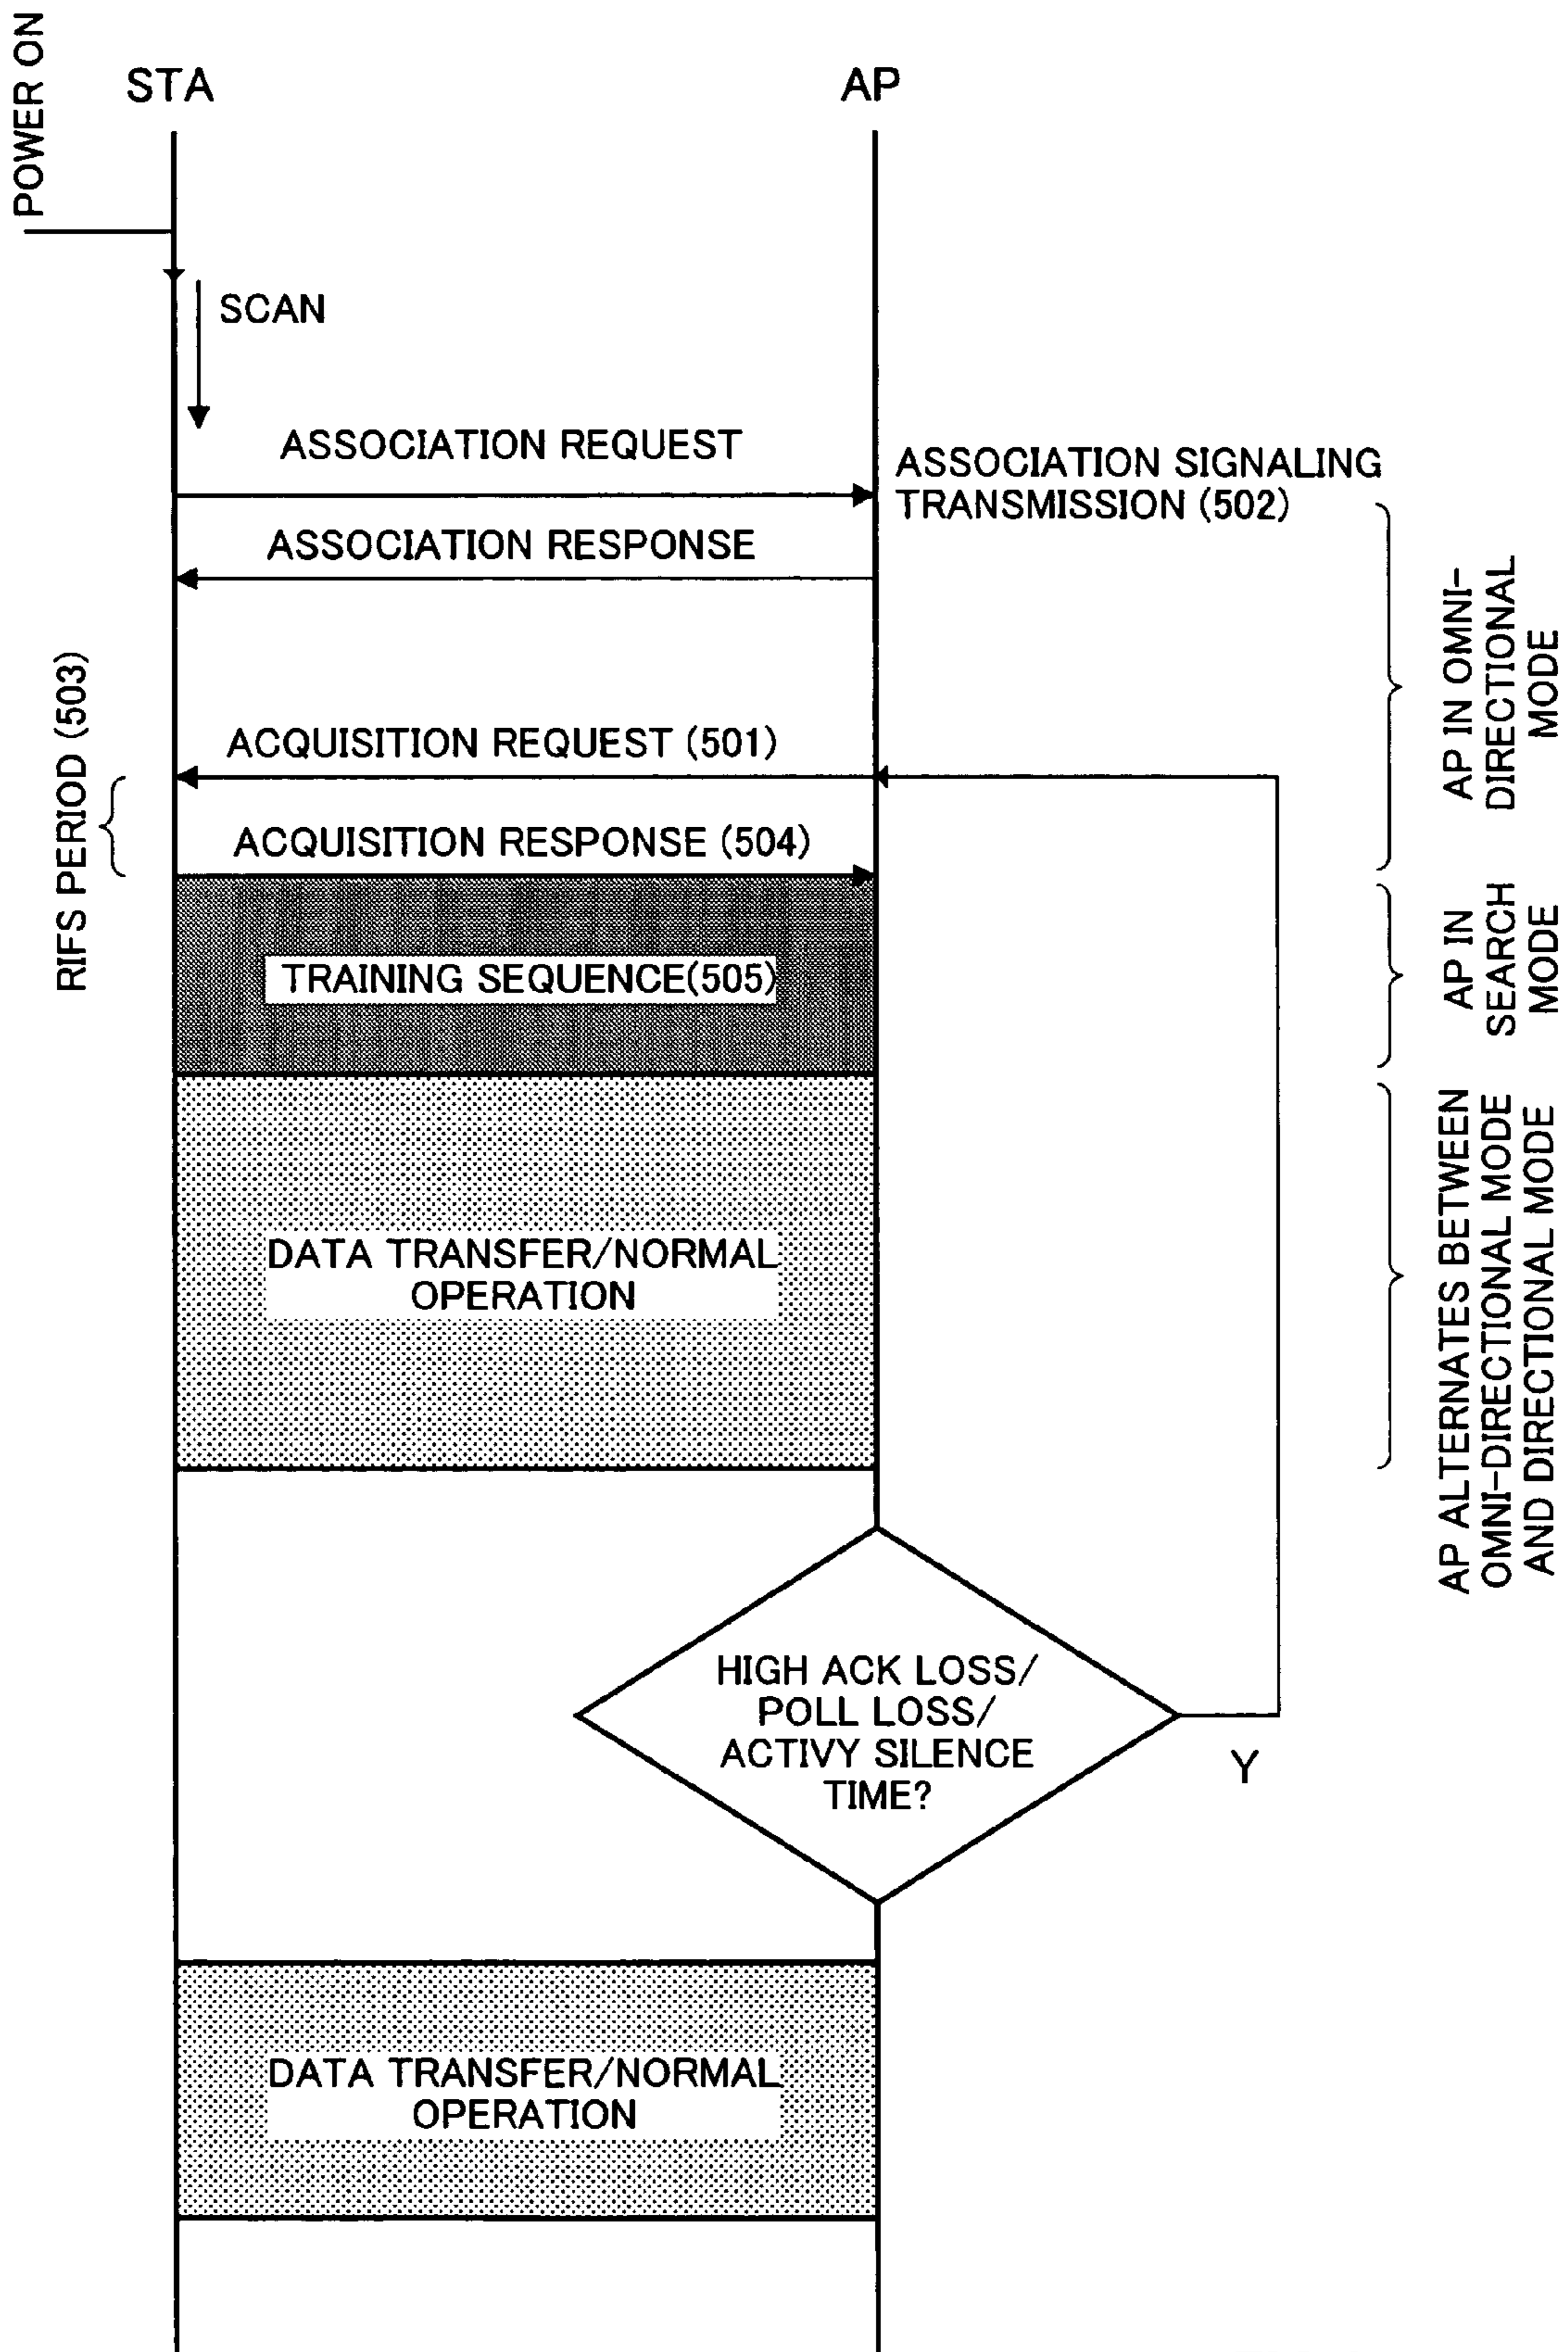 POWER ON
STA
AP
SCAN
ASSOCIATION REQUEST
ASSOCIATION SIGNALING
TRANSMISSION (502)
ASSOCIATION RESPONSE
AP IN OMNI-
DIRECTIONAL
MODE
RIFS PERIOD (503)
ACQUISITION REQUEST (501)
ACQUISITION RESPONSE (504)
TRAINING SEQUENCE(505)
AP IN
SEARCH
MODE
DATA TRANSFER/NORMAL
OPERATION
AP ALTERNATES BETWEEN
OMNI-DIRECTIONAL MODE
AND DIRECTIONAL MODE
HIGH ACK LOSS/
POLL LOSS/
ACTIVY SILENCE
TIME?
Y
DATA TRANSFER/NORMAL
OPERATION